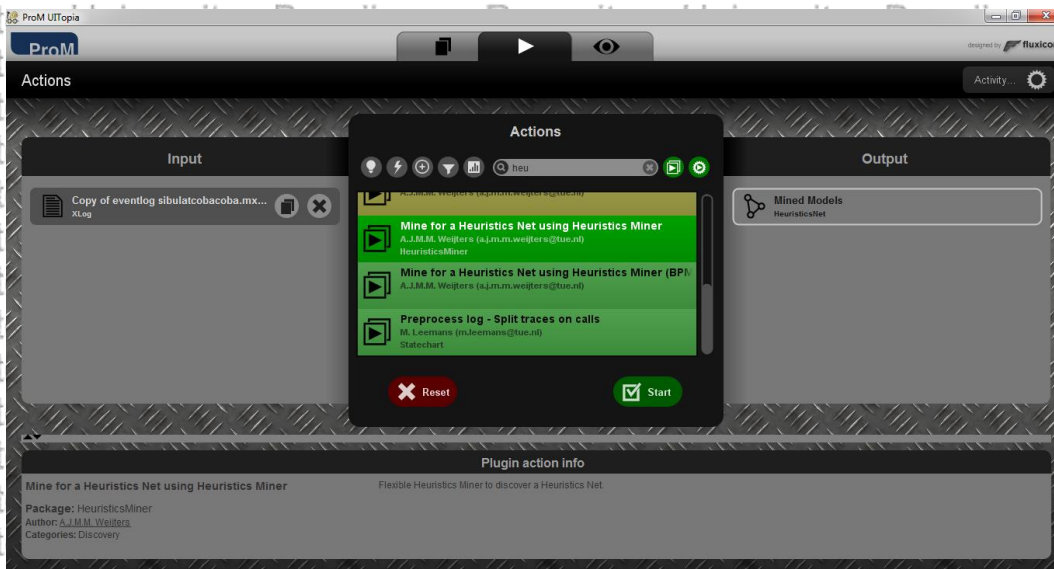 ProM UITopia
ProM
designed by fluxicon
Actions
Activity...
Input
Copy of eventlog sibulatcobacoba.mx...
XLog
Actions
heu
A.J.M.M. Weijters (a.j.m.m.weijters@tue.nl)
Mine for a Heuristics Net using Heuristics Miner
A.J.M.M. Weijters (a.j.m.m.weijters@tue.nl)
HeuristicsMiner
Mine for a Heuristics Net using Heuristics Miner (BPM
A.J.M.M. Weijters (a.j.m.m.weijters@tue.nl)
Preprocess log - Split traces on calls
M. Leemans (m.leemans@tue.nl)
Statechart
Reset
Start
Output
Mined Models
HeuristicsNet
Plugin action info
Mine for a Heuristics Net using Heuristics Miner
Flexible Heuristics Miner to discover a Heuristics Net.
Package: HeuristicsMiner
Author: A.J.M.M. Weijters
Categories: Discovery